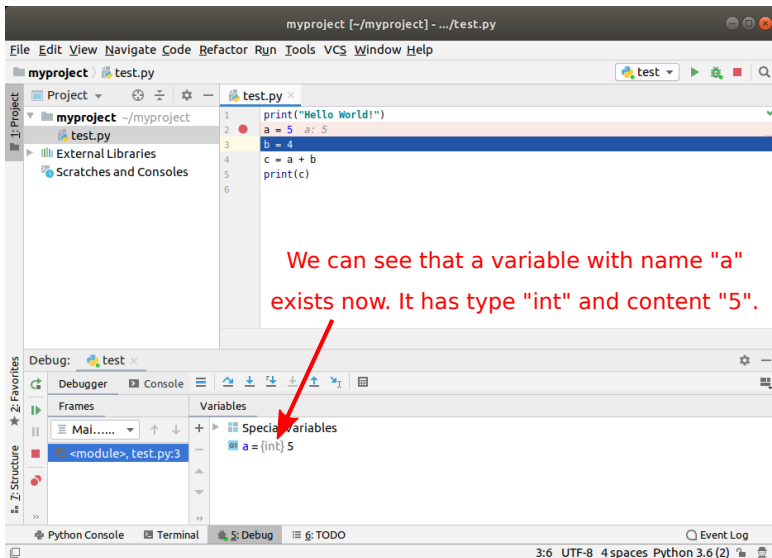 myproject [~/myproject] - .../test.py
File Edit View Navigate Code Refactor Run Tools VCS Window Help
myproject test.py test
1: Project
Project
test.py
myproject ~/myproject
test.py
External Libraries
Scratches and Consoles
1 print("Hello World!")
2 a = 5 a: 5
3 b = 4
4 c = a + b
5 print(c)
6
We can see that a variable with name "a"
exists now. It has type "int" and content "5".
2: Favorites
7: Structure
Debug: test
Debugger Console
Frames Variables
Mai......
<module>, test.py:3
Special Variables
a = {int} 5
Python Console Terminal 5: Debug 6: TODO Event Log
3:6 UTF-8 4 spaces Python 3.6 (2)